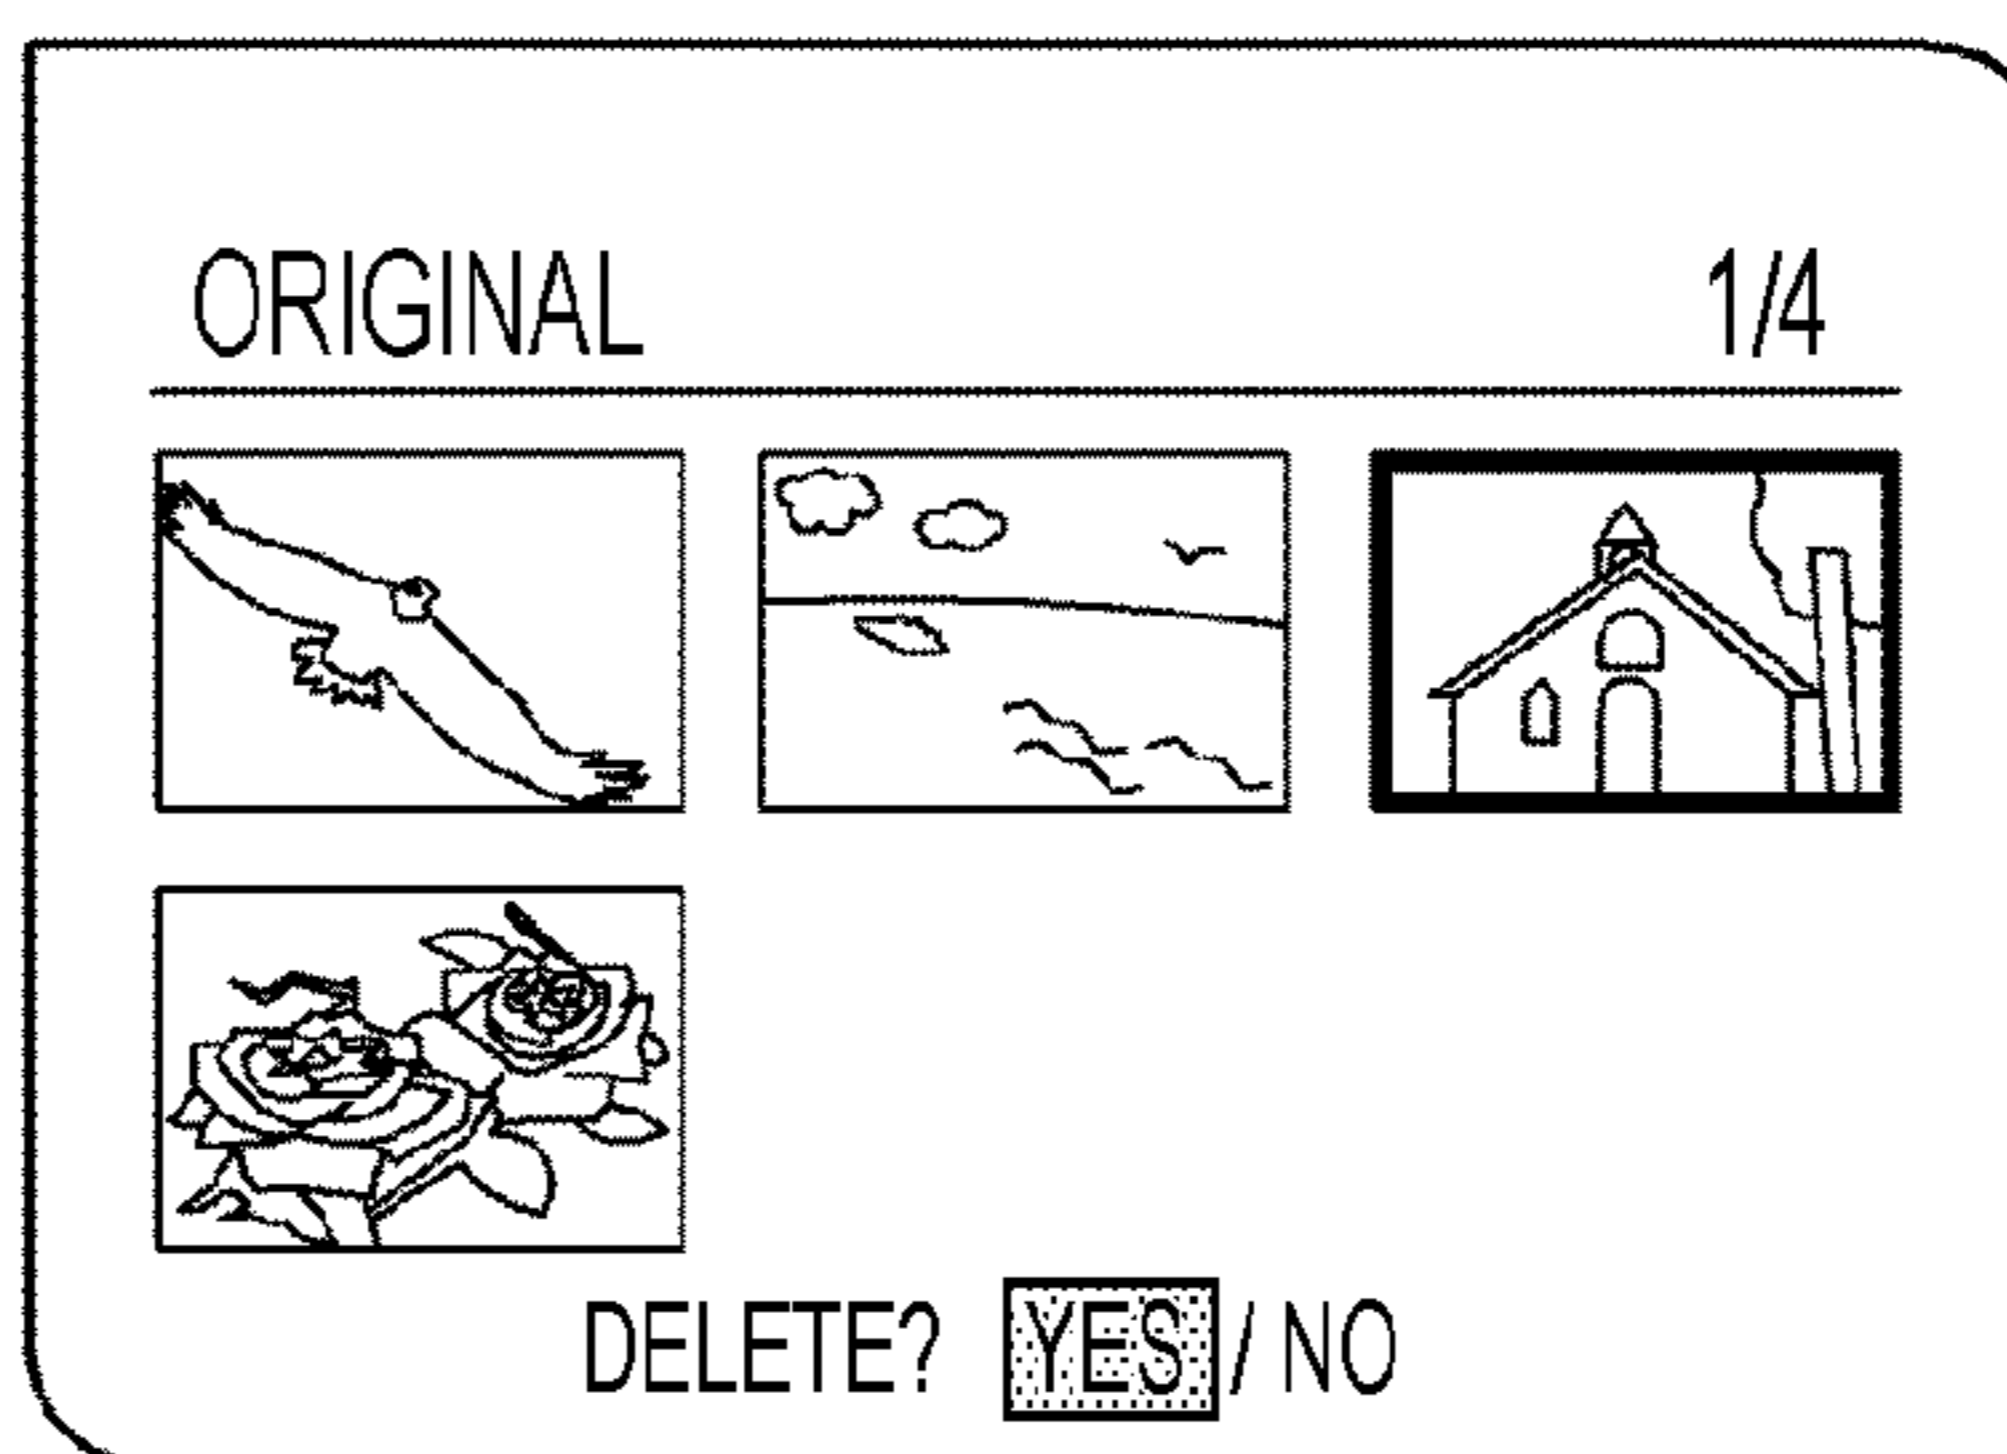 ORIGINAL 1/4
DELETE? YES / NO